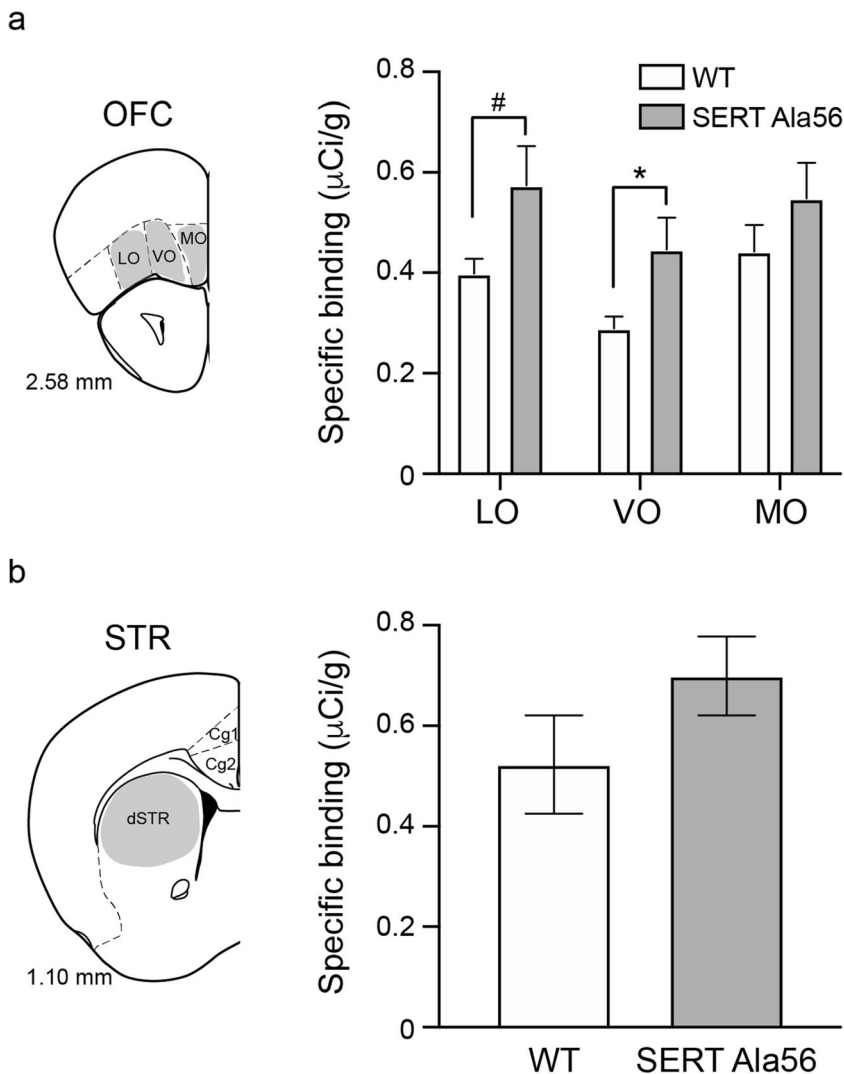 a
OFC
LO VO MO
2.58 mm
Specific binding (μCi/g)
0.8
0.6
0.4
0.2
0
WT
SERT Ala56
#
*
LO VO MO
b
STR
Cg1
Cg2
dSTR
1.10 mm
Specific binding (μCi/g)
0.8
0.6
0.4
0.2
0
WT SERT Ala56